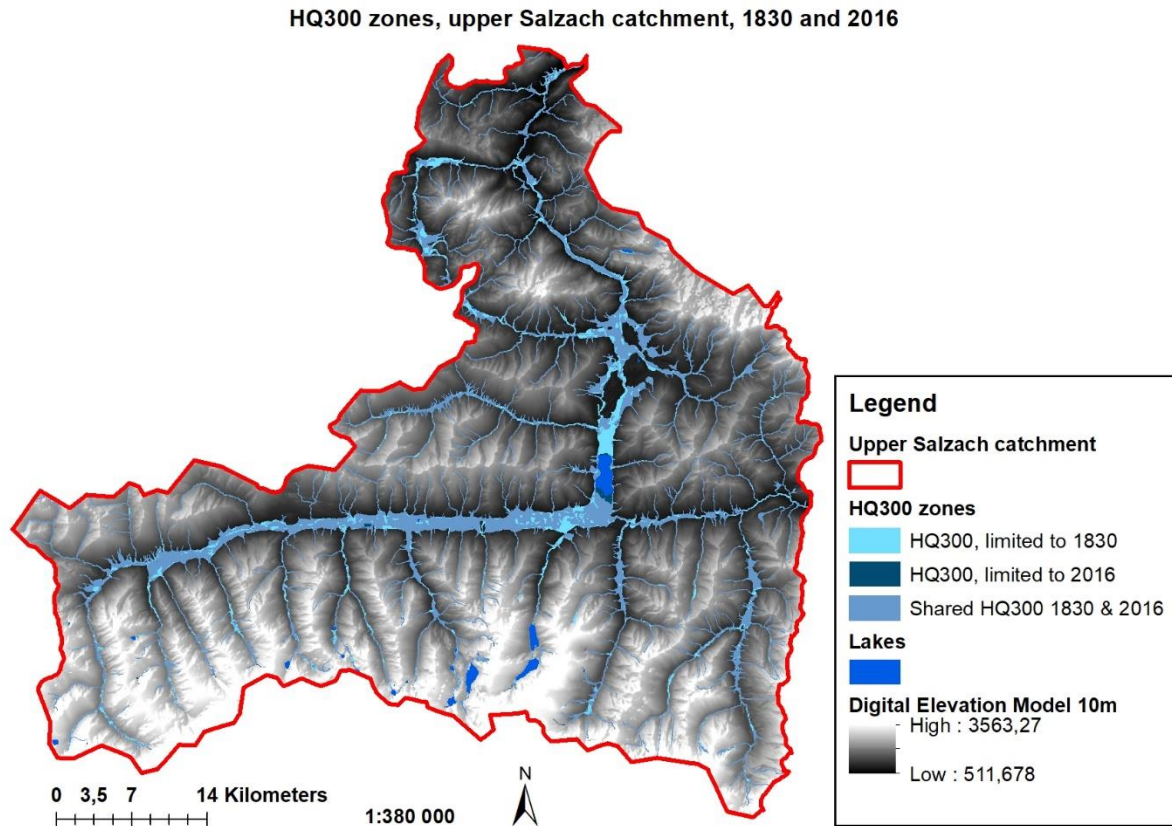 HQ300 zones, upper Salzach catchment, 1830 and 2016
Legend
Upper Salzach catchment
HQ300 zones
HQ300, limited to 1830
HQ300, limited to 2016
Shared HQ300 1830 & 2016
Lakes
Digital Elevation Model 10m
High : 3563,27
Low : 511,678
0 3,5 7 14 Kilometers
1:380 000
N